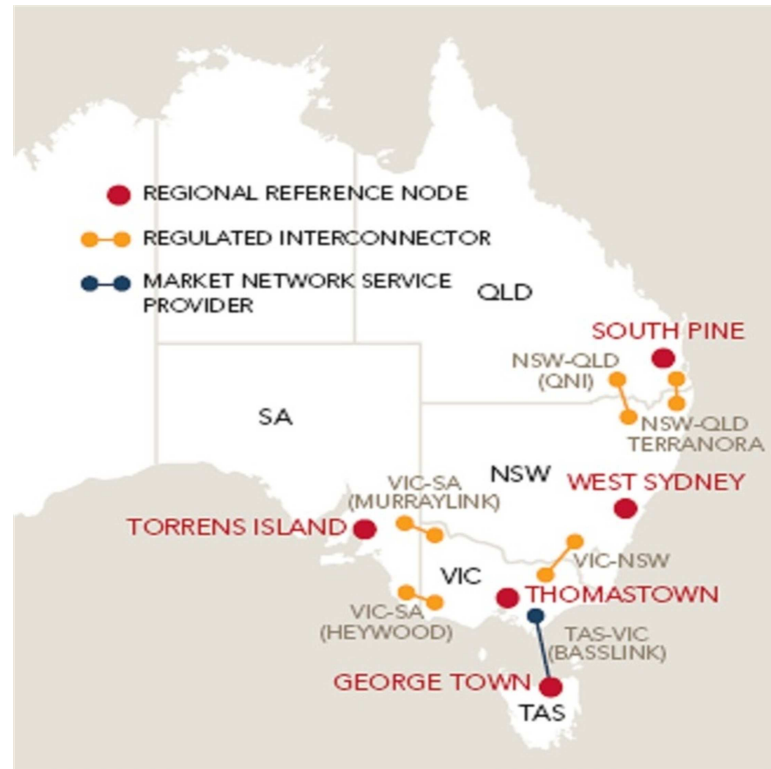 REGIONAL REFERENCE NODE
REGULATED INTERCONNECTOR
MARKET NETWORK SERVICE
PROVIDER
QLD
SOUTH PINE
NSW-QLD
(QNI)
NSW-QLD
TERRANORA
SA
NSW
WEST SYDNEY
VIC-SA
(MURRAYLINK)
TORRENS ISLAND
VIC-NSW
VIC
THOMASTOWN
VIC-SA
(HEYWOOD)
TAS-VIC
(BASSLINK)
GEORGE TOWN
TAS